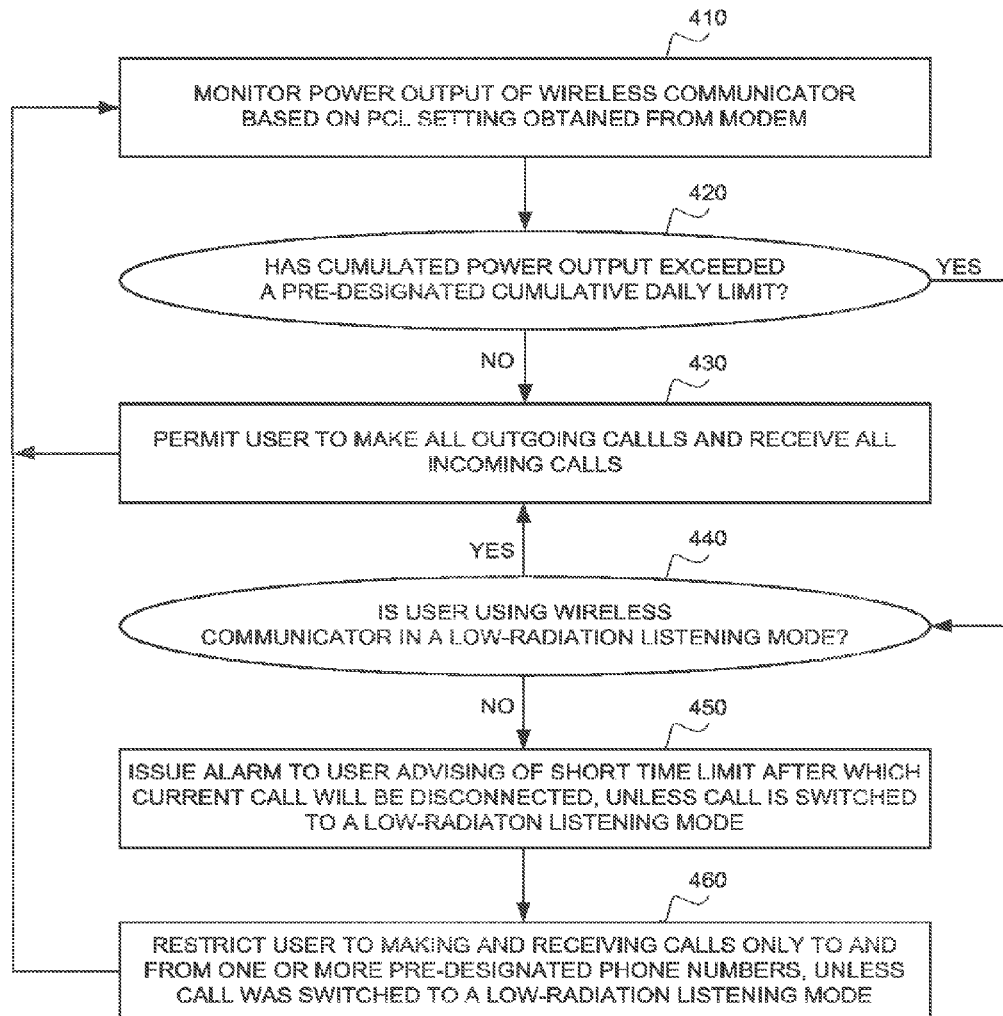 410
MONITOR POWER OUTPUT OF WIRELESS COMMUNICATOR
BASED ON PCL SETTING OBTAINED FROM MODEM
420
HAS CUMULATED POWER OUTPUT EXCEEDED
A PRE-DESIGNATED CUMULATIVE DAILY LIMIT?
YES
NO
430
PERMIT USER TO MAKE ALL OUTGOING CALLLS AND RECEIVE ALL
INCOMING CALLS
YES
440
IS USER USING WIRELESS
COMMUNICATOR IN A LOW-RADIATION LISTENING MODE?
NO
450
ISSUE ALARM TO USER ADVISING OF SHORT TIME LIMIT AFTER WHICH
CURRENT CALL WILL BE DISCONNECTED, UNLESS CALL IS SWITCHED
TO A LOW-RADIATON LISTENING MODE
460
RESTRICT USER TO MAKING AND RECEIVING CALLS ONLY TO AND
FROM ONE OR MORE PRE-DESIGNATED PHONE NUMBERS, UNLESS
CALL WAS SWITCHED TO A LOW-RADIATION LISTENING MODE